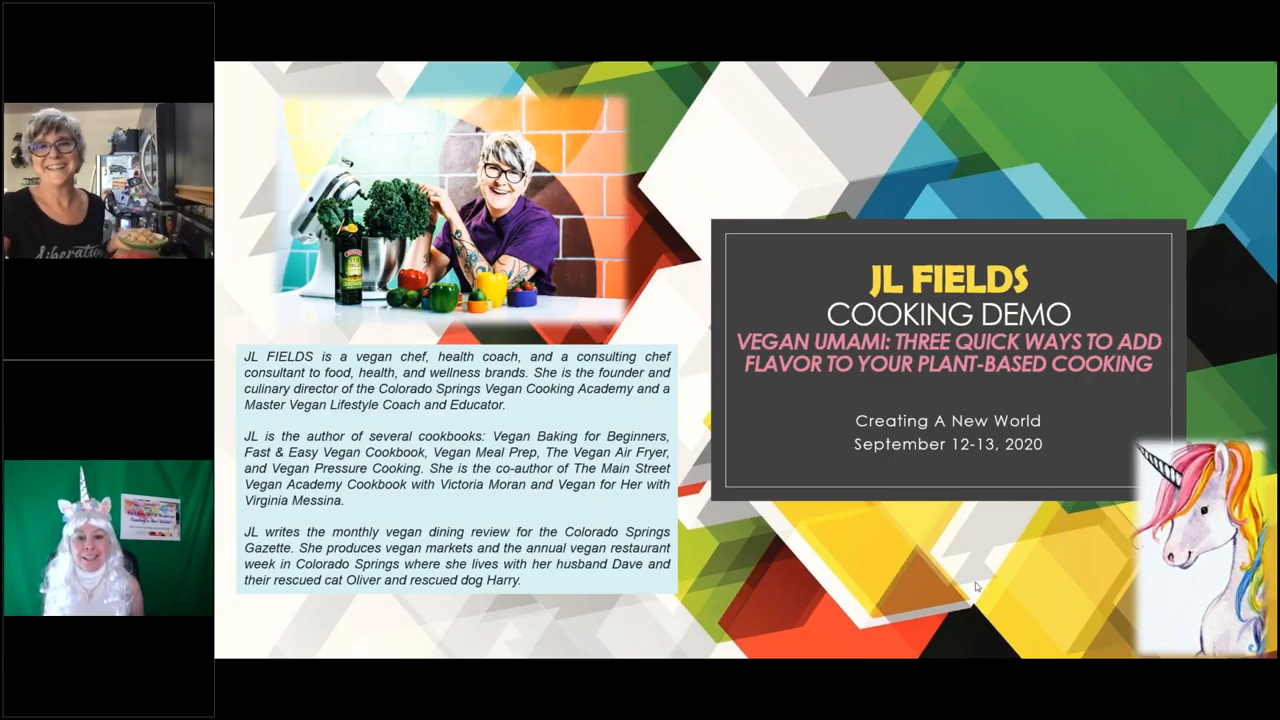 Liberation
Creating A New World
JL FIELDS is a vegan chef, health coach, and a consulting chef
consultant to food, health, and wellness brands. She is the founder and
culinary director of the Colorado Springs Vegan Cooking Academy and a
Master Vegan Lifestyle Coach and Educator.
JL is the author of several cookbooks: Vegan Baking for Beginners,
Fast & Easy Vegan Cookbook, Vegan Meal Prep, The Vegan Air Fryer,
and Vegan Pressure Cooking. She is the co-author of The Main Street
Vegan Academy Cookbook with Victoria Moran and Vegan for Her with
Virginia Messina.
JL writes the monthly vegan dining review for the Colorado Springs
Gazette. She produces vegan markets and the annual vegan restaurant
week in Colorado Springs where she lives with her husband Dave and
their rescued cat Oliver and rescued dog Harry.
JL FIELDS
COOKING DEMO
VEGAN UMAMI: THREE QUICK WAYS TO ADD
FLAVOR TO YOUR PLANT-BASED COOKING
Creating A New World
September 12-13, 2020